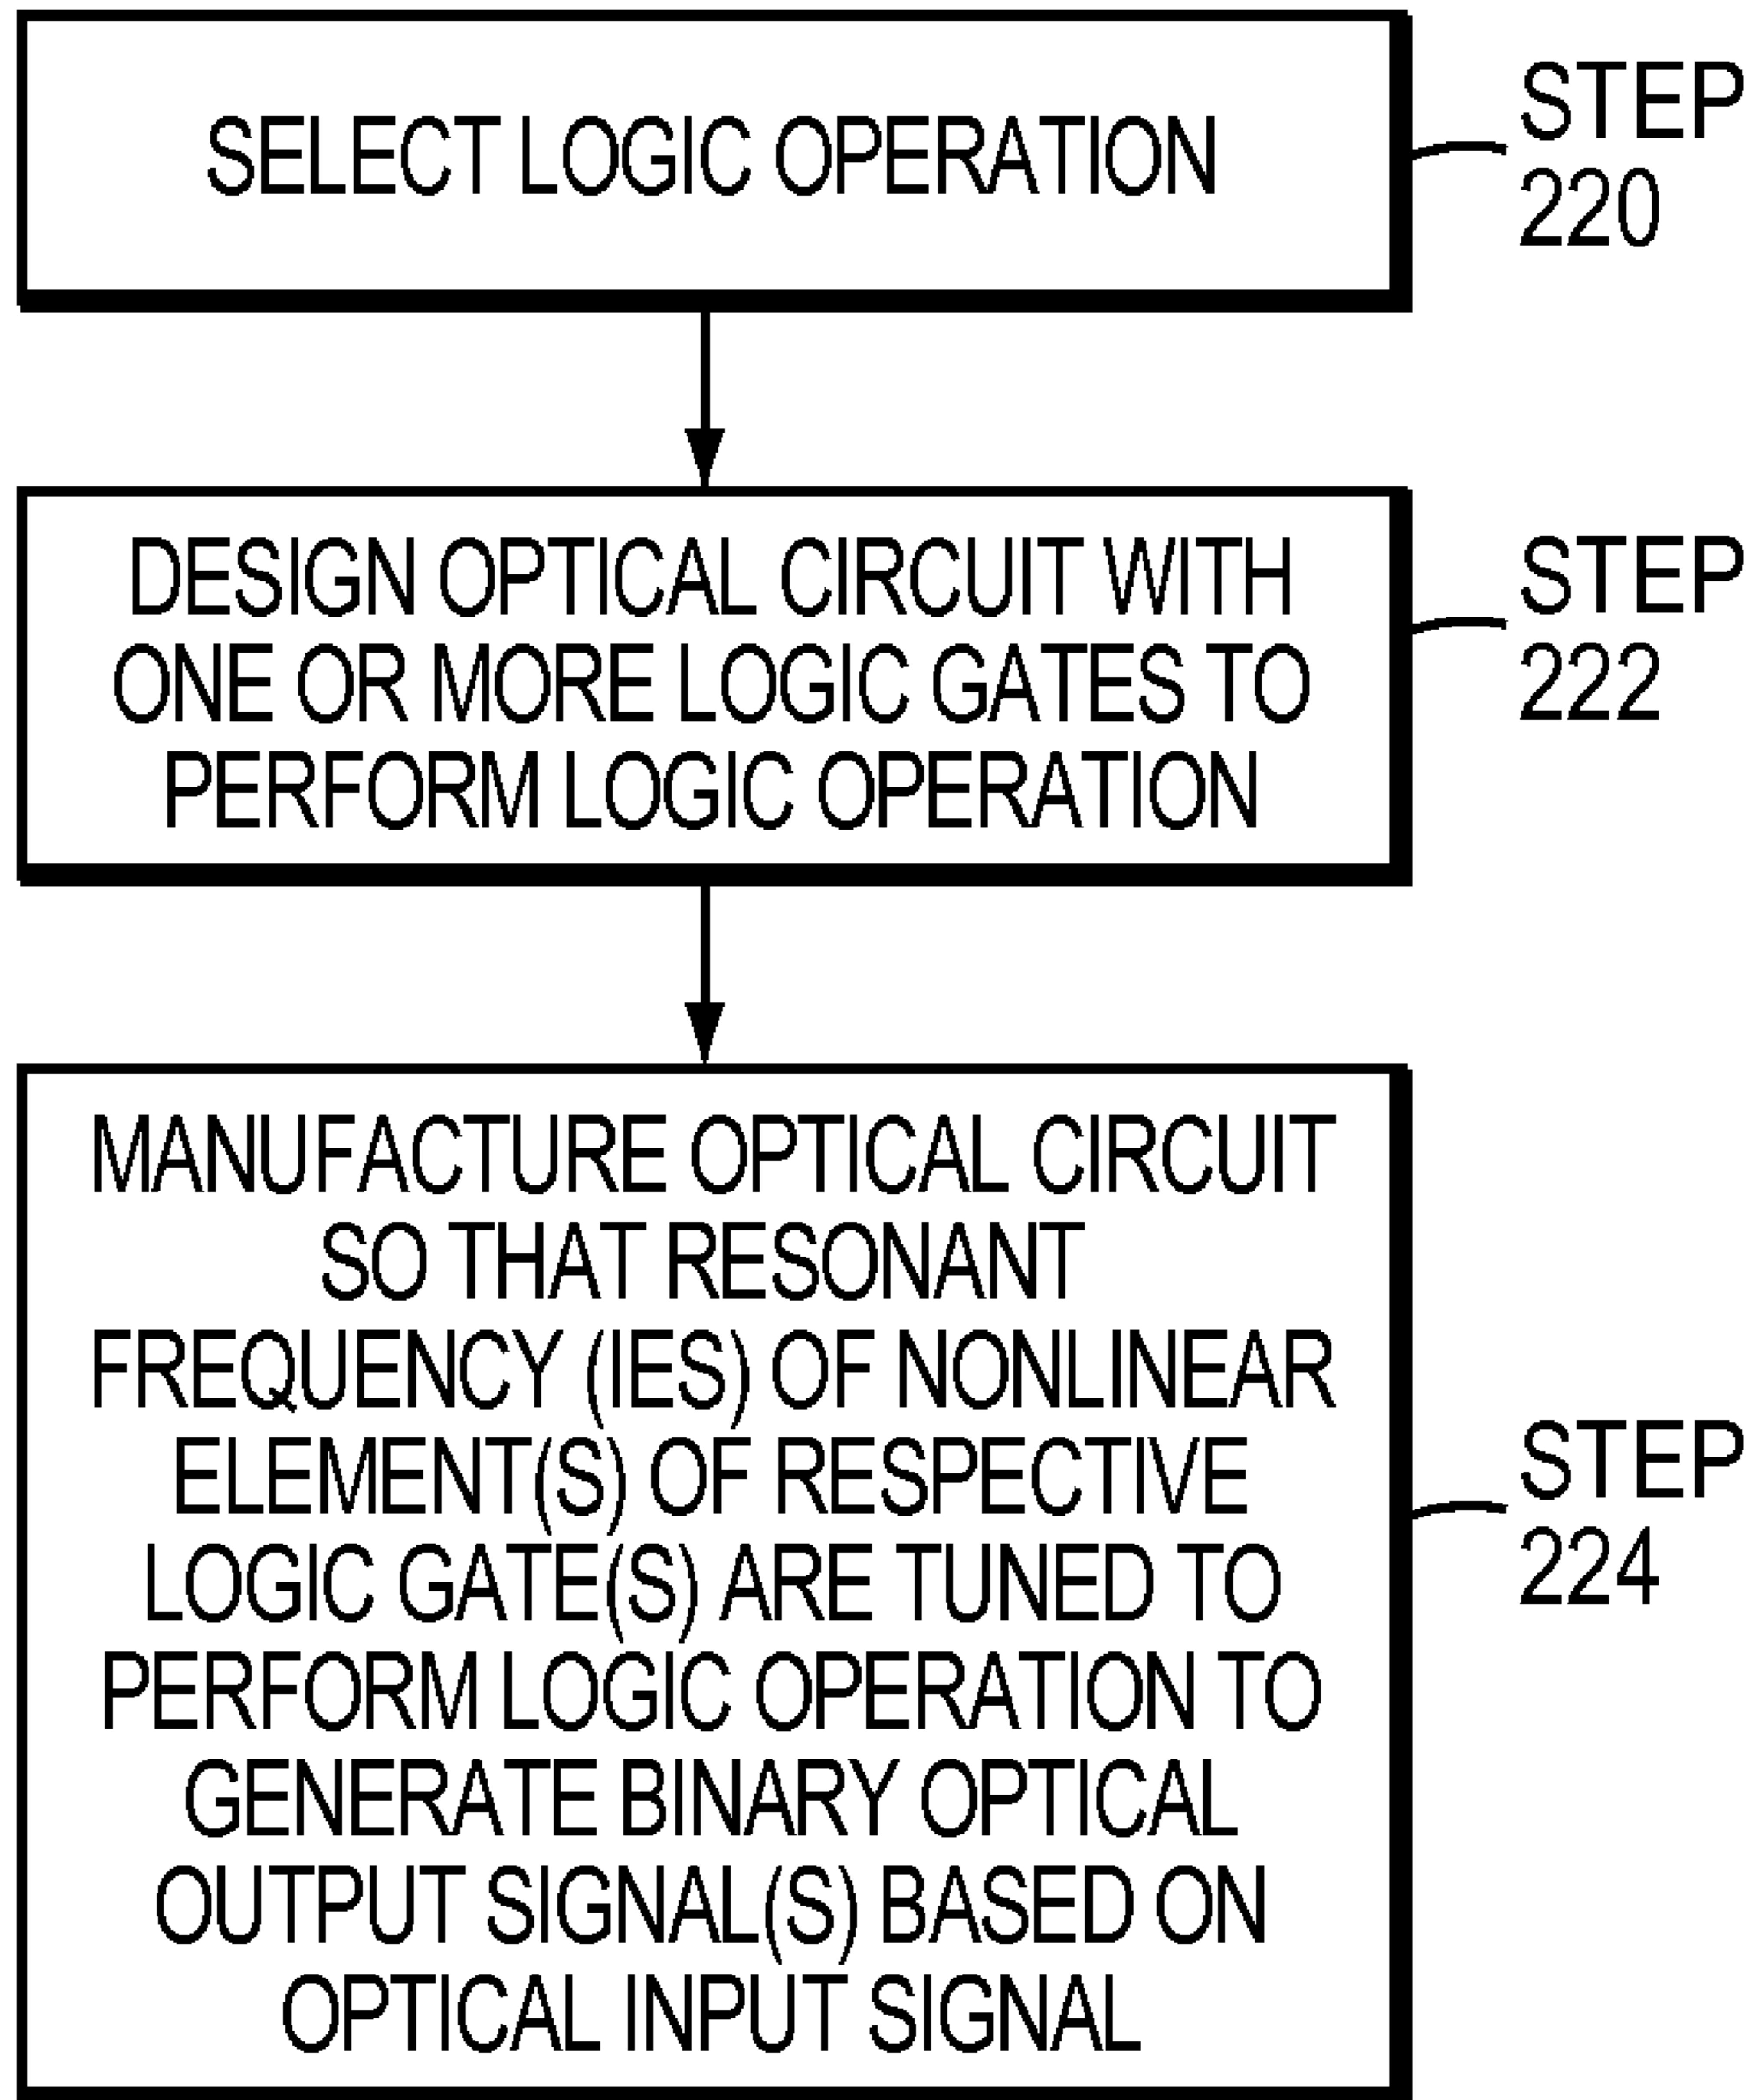 SELECT LOGIC OPERATION
STEP
220
DESIGN OPTICAL CIRCUIT WITH
ONE OR MORE LOGIC GATES TO
PERFORM LOGIC OPERATION
STEP
222
MANUFACTURE OPTICAL CIRCUIT
SO THAT RESONANT
FREQUENCY (IES) OF NONLINEAR
ELEMENT(S) OF RESPECTIVE
LOGIC GATE(S) ARE TUNED TO
PERFORM LOGIC OPERATION TO
GENERATE BINARY OPTICAL
OUTPUT SIGNAL(S) BASED ON
OPTICAL INPUT SIGNAL
STEP
224